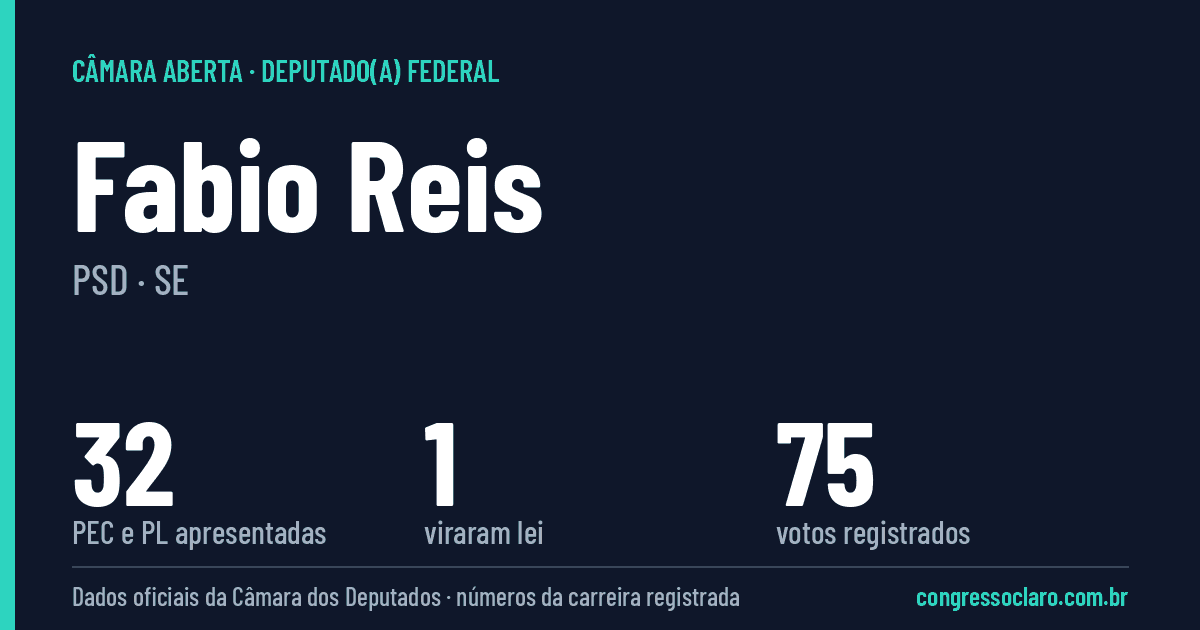 CÂMARA ABERTA · DEPUTADO(A) FEDERAL
Fabio Reis
PSD · SE
32 1 75
PEC e PL apresentadas viraram lei votos registrados
Dados oficiais da Câmara dos Deputados · números da carreira registrada congressoclaro.com.br